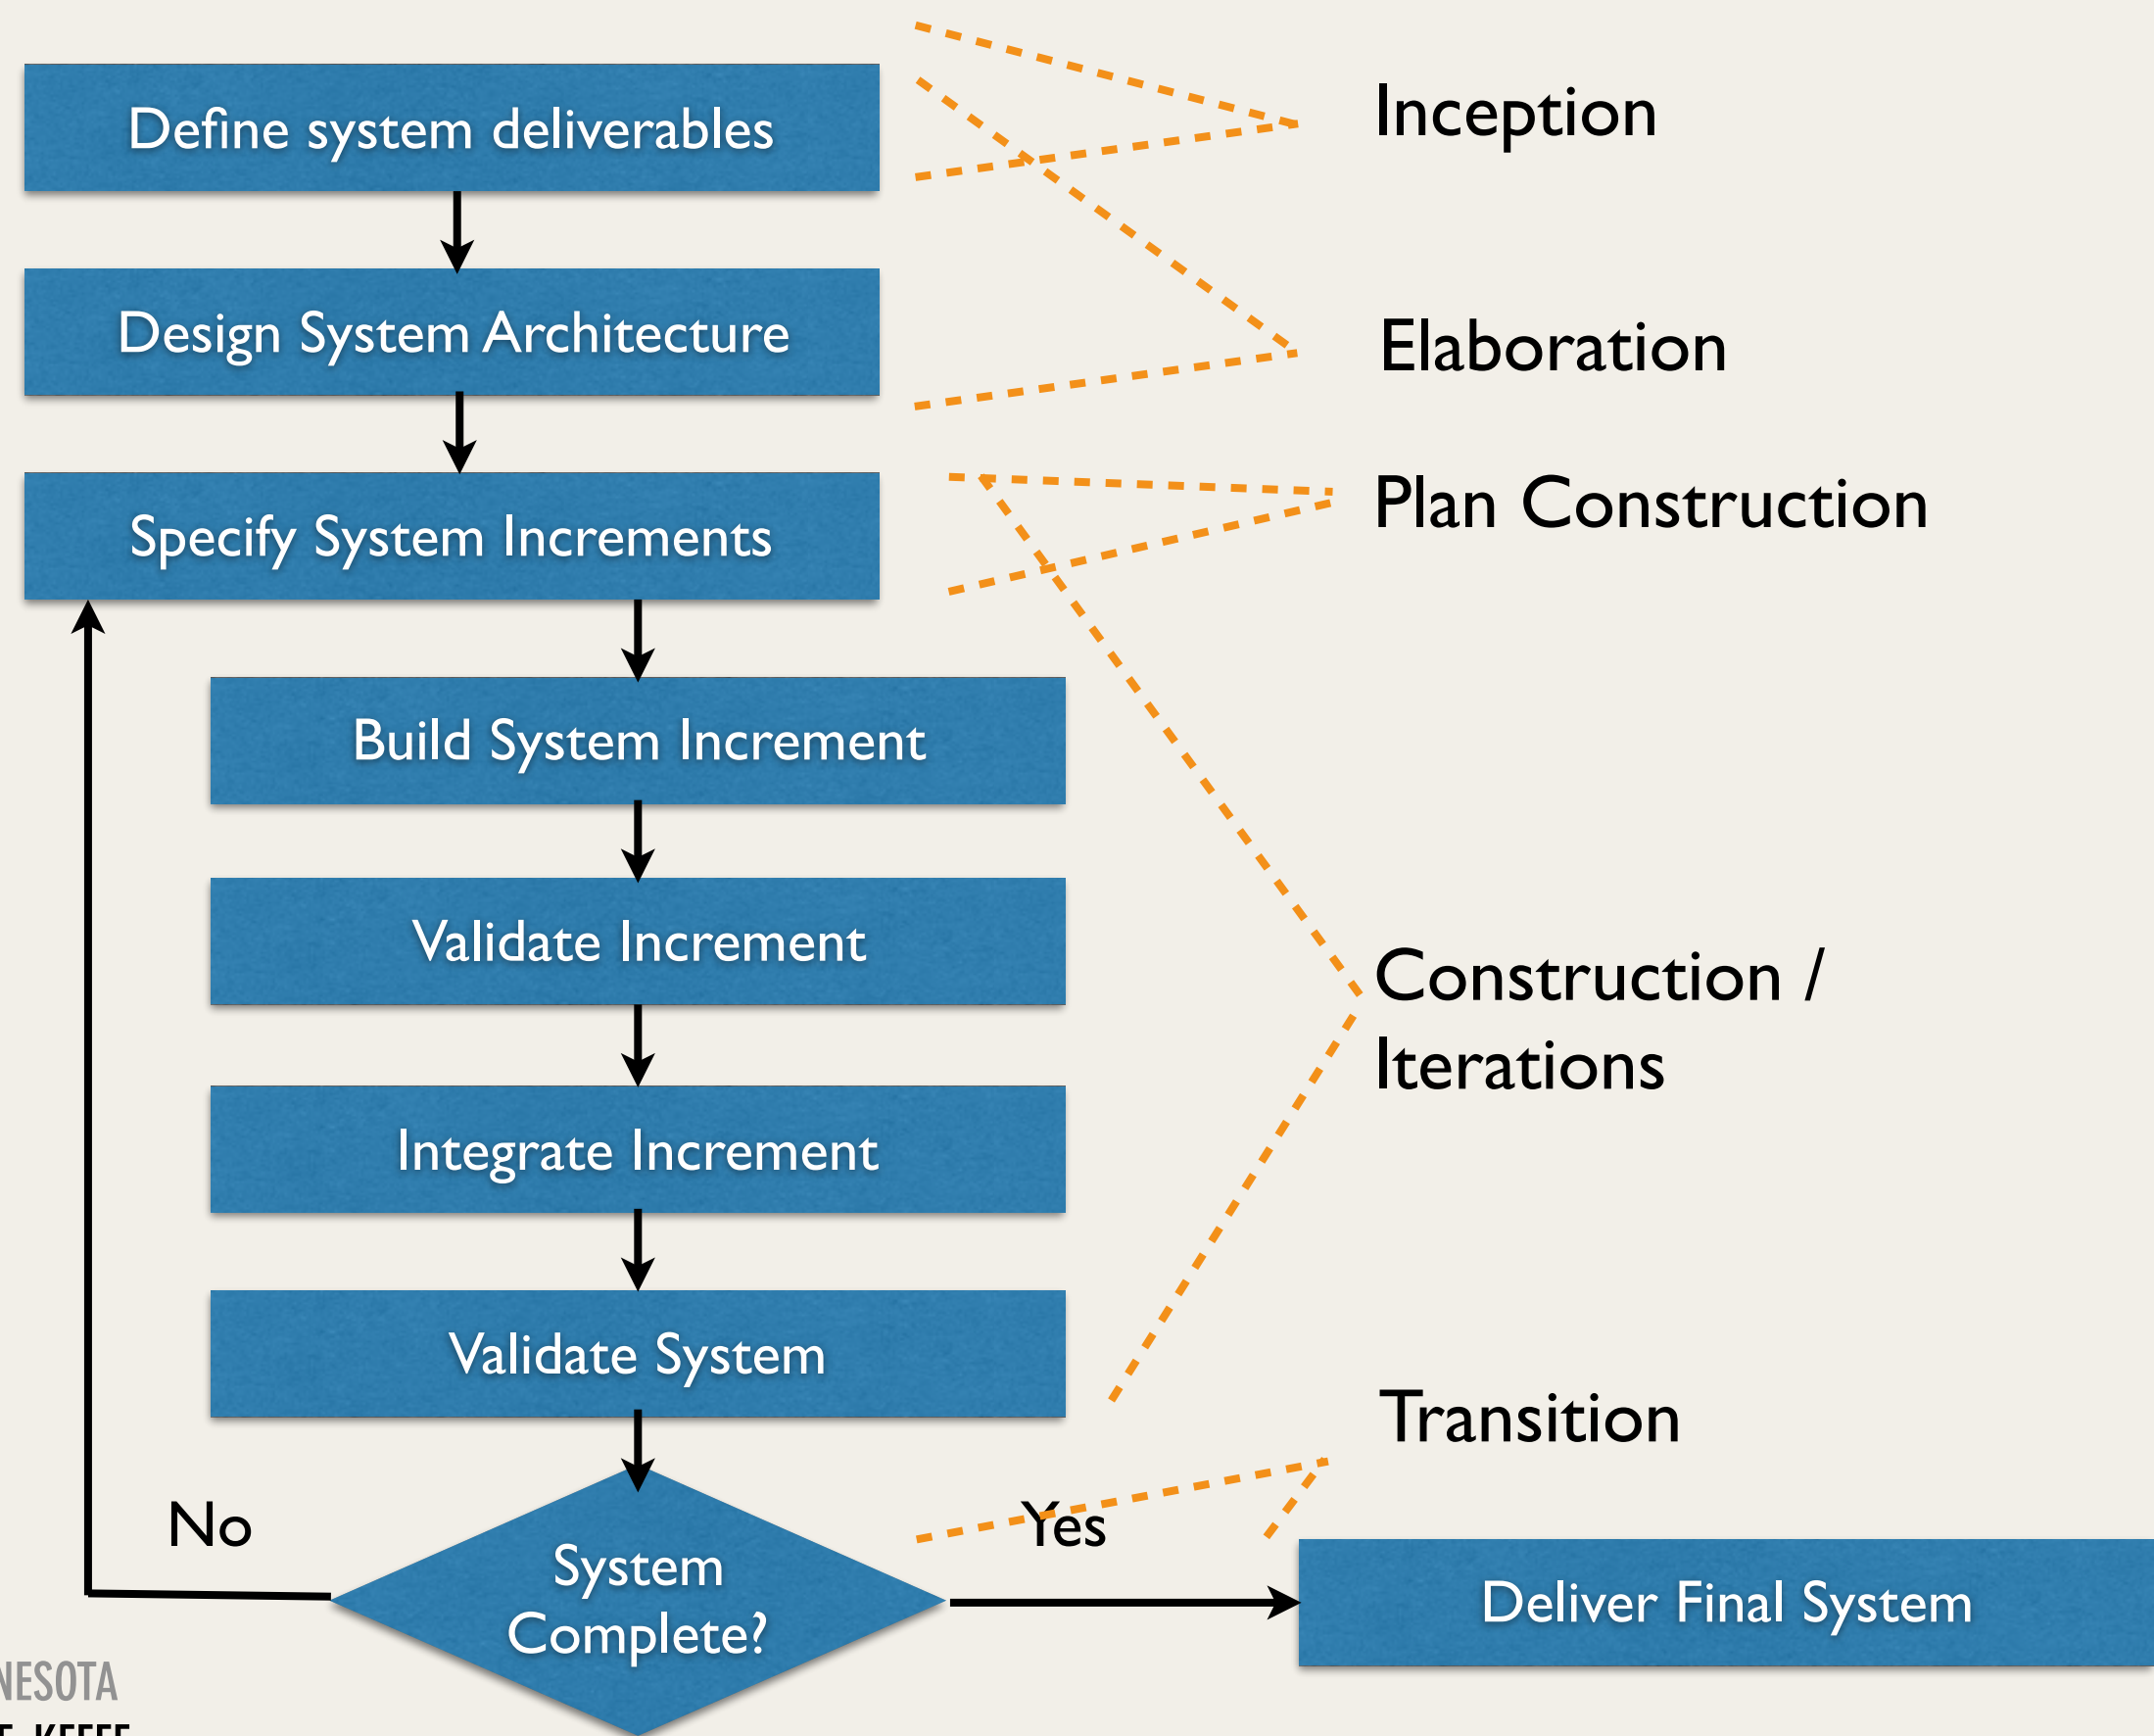 Define system deliverables
Inception
Design System Architecture
Elaboration
Specify System Increments
Plan Construction
Build System Increment
Validate Increment
Construction /
Iterations
Integrate Increment
Validate System
Transition
No
Yes
System
Complete?
Deliver Final System